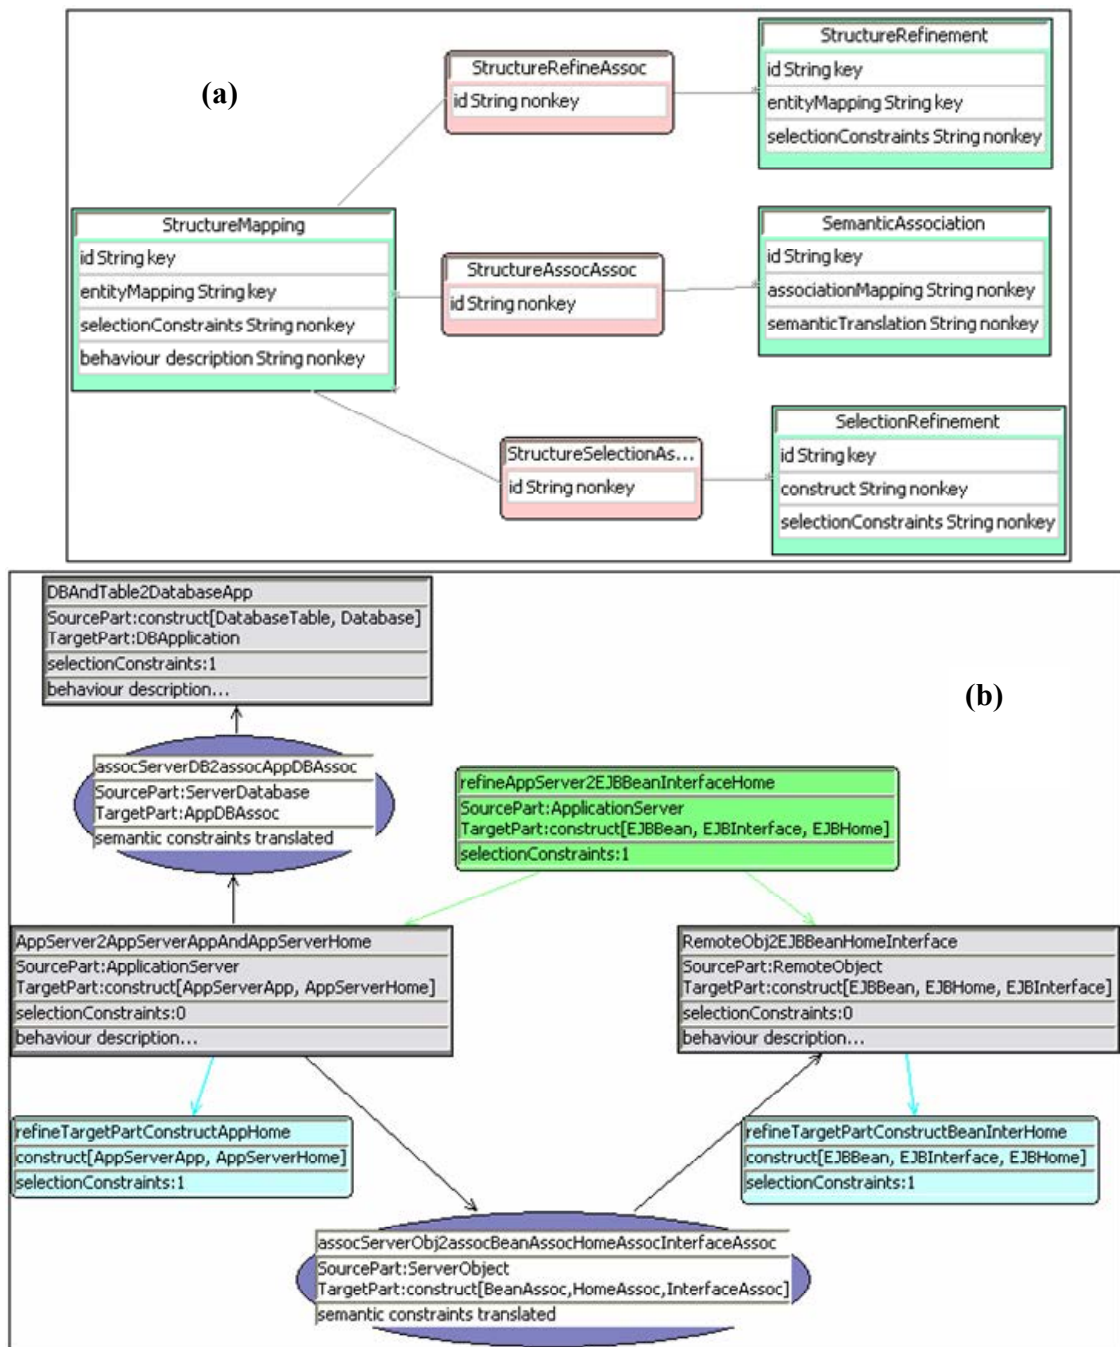 (a)
StructureRefineAssoc
id String nonkey
StructureRefinement
id String key
entityMapping String key
selectionConstraints String nonkey
StructureMapping
id String key
entityMapping String key
selectionConstraints String nonkey
behaviour description String nonkey
StructureAssocAssoc
id String nonkey
SemanticAssociation
id String key
associationMapping String nonkey
semanticTranslation String nonkey
StructureSelectionAs...
id String nonkey
SelectionRefinement
id String key
construct String nonkey
selectionConstraints String nonkey
(b)
DBAndTable2DatabaseApp
SourcePart:construct[DatabaseTable, Database]
TargetPart:DBApplication
selectionConstraints:1
behaviour description...
assocServerDB2assocAppDBAssoc
SourcePart:ServerDatabase
TargetPart:AppDBAssoc
semantic constraints translated
refineAppServer2EJBBeanInterfaceHome
SourcePart:ApplicationServer
TargetPart:construct[EJBBean, EJBInterface, EJBHome]
selectionConstraints:1
AppServer2AppServerAppAndAppServerHome
SourcePart:ApplicationServer
TargetPart:construct[AppServerApp, AppServerHome]
selectionConstraints:0
behaviour description...
RemoteObj2EJBBeanHomeInterface
SourcePart:RemoteObject
TargetPart:construct[EJBBean, EJBHome, EJBInterface]
selectionConstraints:0
behaviour description...
refineTargetPartConstructAppHome
construct[AppServerApp, AppServerHome]
selectionConstraints:1
refineTargetPartConstructBeanInterHome
construct[EJBBean, EJBInterface, EJBHome]
selectionConstraints:1
assocServerObj2assocBeanAssocHomeAssocInterfaceAssoc
SourcePart:ServerObject
TargetPart:construct[BeanAssoc,HomeAssoc,InterfaceAssoc]
semantic constraints translated